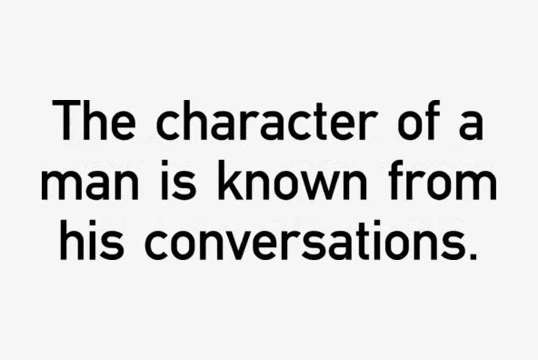 The character of a
man is known from
his conversations.